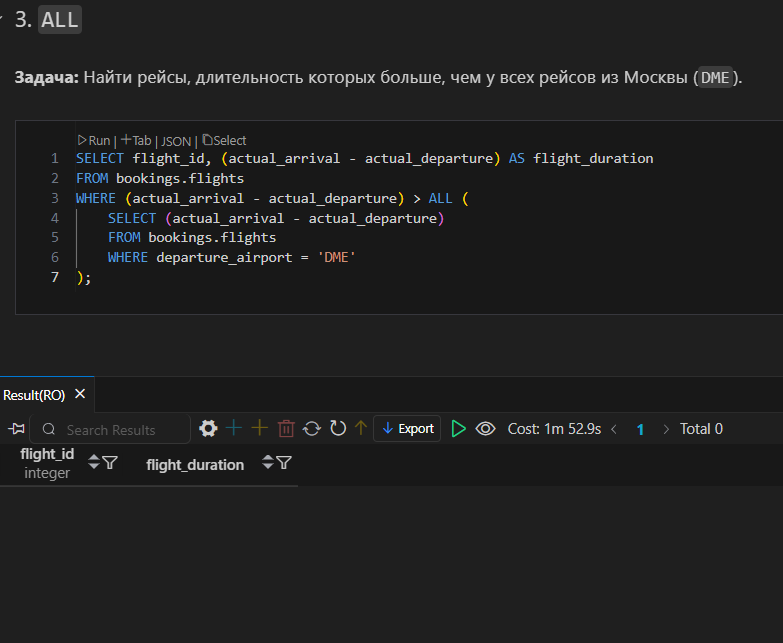 3. ALL
Задача: Найти рейсы, длительность которых больше, чем у всех рейсов из Москвы (DME).
Run | +Tab | JSON | Select
1 SELECT flight_id, (actual_arrival - actual_departure) AS flight_duration
2 FROM bookings.flights
3 WHERE (actual_arrival - actual_departure) > ALL (
4 SELECT (actual_arrival - actual_departure)
5 FROM bookings.flights
6 WHERE departure_airport = 'DME'
7 );
Result(RO) ×
Search Results Export Cost: 1m 52.9s < 1 > Total 0
flight_id flight_duration
integer